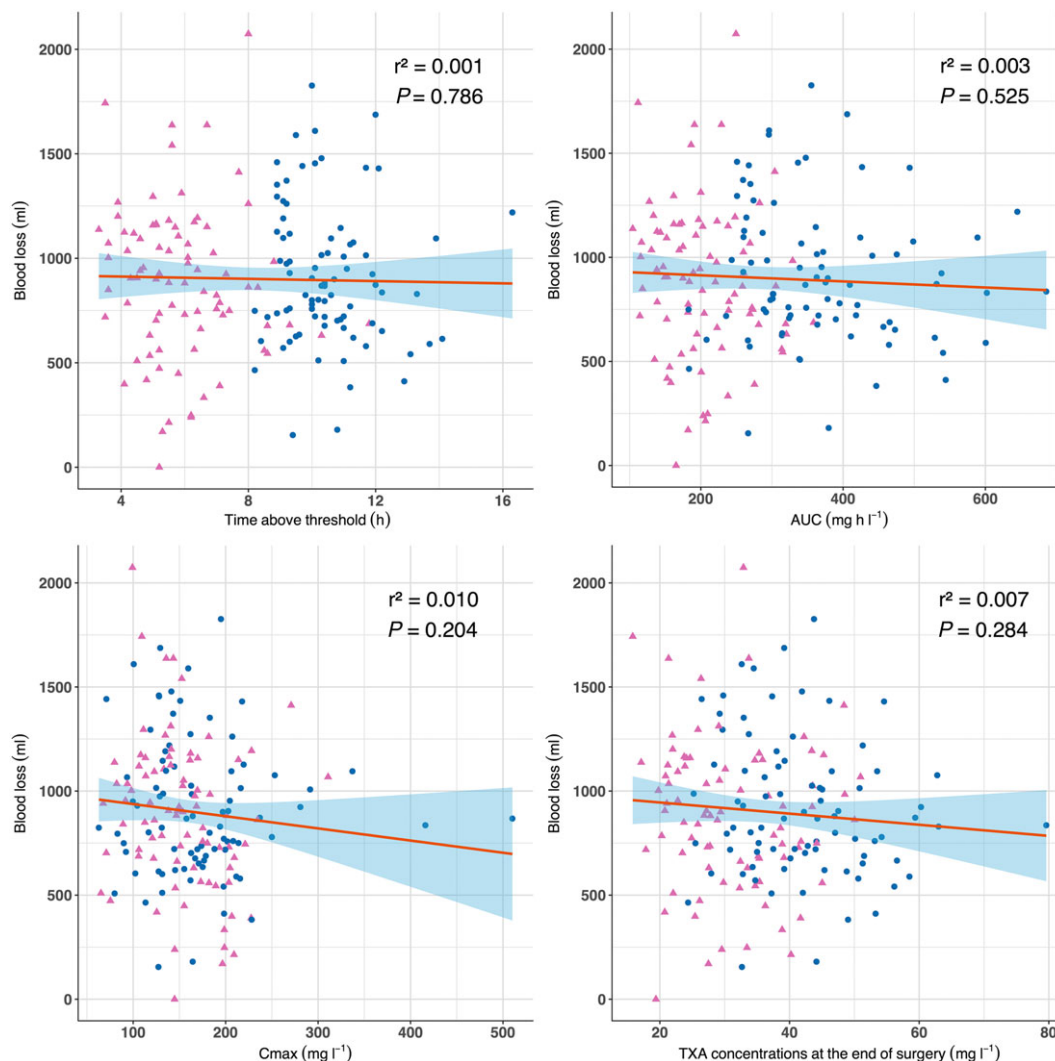 2000
1500
1000
500
0
Blood loss (ml)
r² = 0.001
P = 0.786
4 8 12 16
Time above threshold (h)
2000
1500
1000
500
0
Blood loss (ml)
r² = 0.003
P = 0.525
200 400 600
AUC (mg h l⁻¹)
2000
1500
1000
500
0
Blood loss (ml)
r² = 0.010
P = 0.204
100 200 300 400 500
Cmax (mg l⁻¹)
2000
1500
1000
500
0
Blood loss (ml)
r² = 0.007
P = 0.284
20 40 60 80
TXA concentrations at the end of surgery (mg l⁻¹)